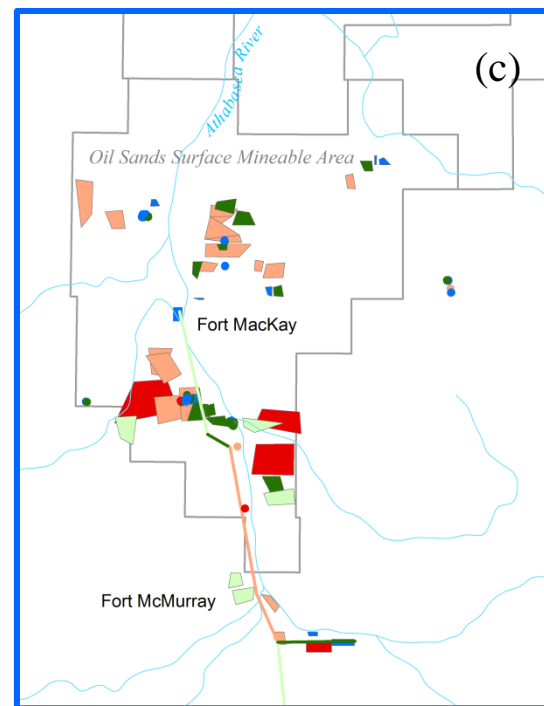 (c)
Athabasca River
Oil Sands Surface Mineable Area
Fort MacKay
Fort McMurray